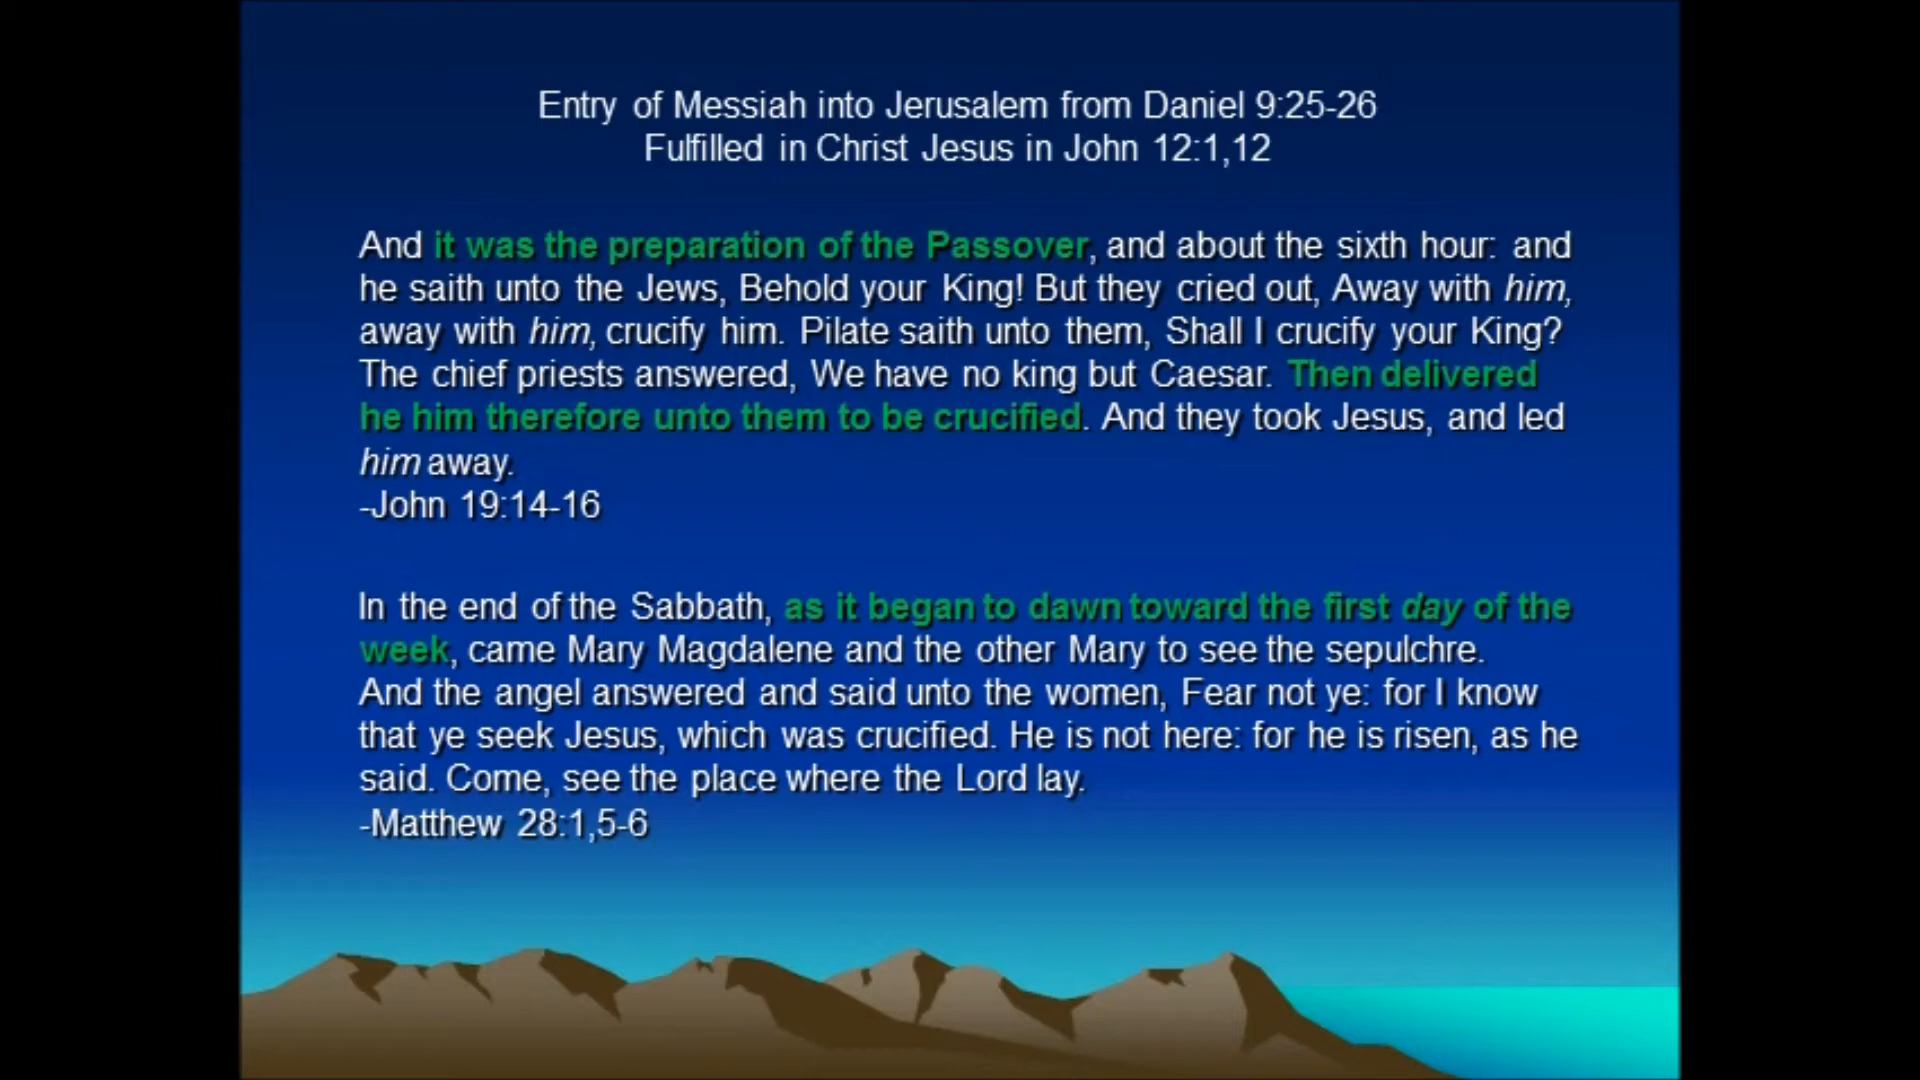 Entry of Messiah into Jerusalem from Daniel 9:25-26
Fulfilled in Christ Jesus in John 12:1,12
And it was the preparation of the Passover, and about the sixth hour: and
he saith unto the Jews, Behold your King! But they cried out, Away with him,
away with him, crucify him. Pilate saith unto them, Shall I crucify your King?
The chief priests answered, We have no king but Caesar. Then delivered
he him therefore unto them to be crucified. And they took Jesus, and led
him away.
-John 19:14-16
In the end of the Sabbath, as it began to dawn toward the first day of the
week, came Mary Magdalene and the other Mary to see the sepulchre.
And the angel answered and said unto the women, Fear not ye: for I know
that ye seek Jesus, which was crucified. He is not here: for he is risen, as he
said. Come, see the place where the Lord lay.
-Matthew 28:1,5-6